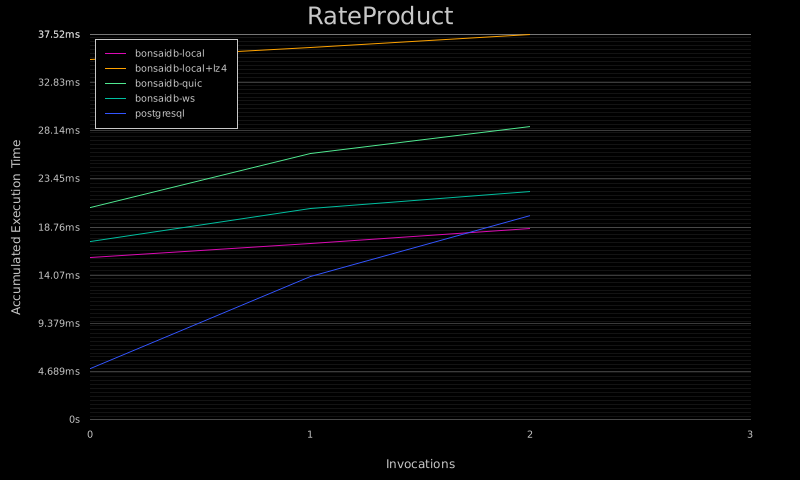 RateProduct
37.52ms
32.83ms
28.14ms
23.45ms
18.76ms
14.07ms
9.379ms
4.689ms
0s
Accumulated Execution Time
bonsaidb-local
bonsaidb-local+lz4
bonsaidb-quic
bonsaidb-ws
postgresql
0 1 2 3
Invocations